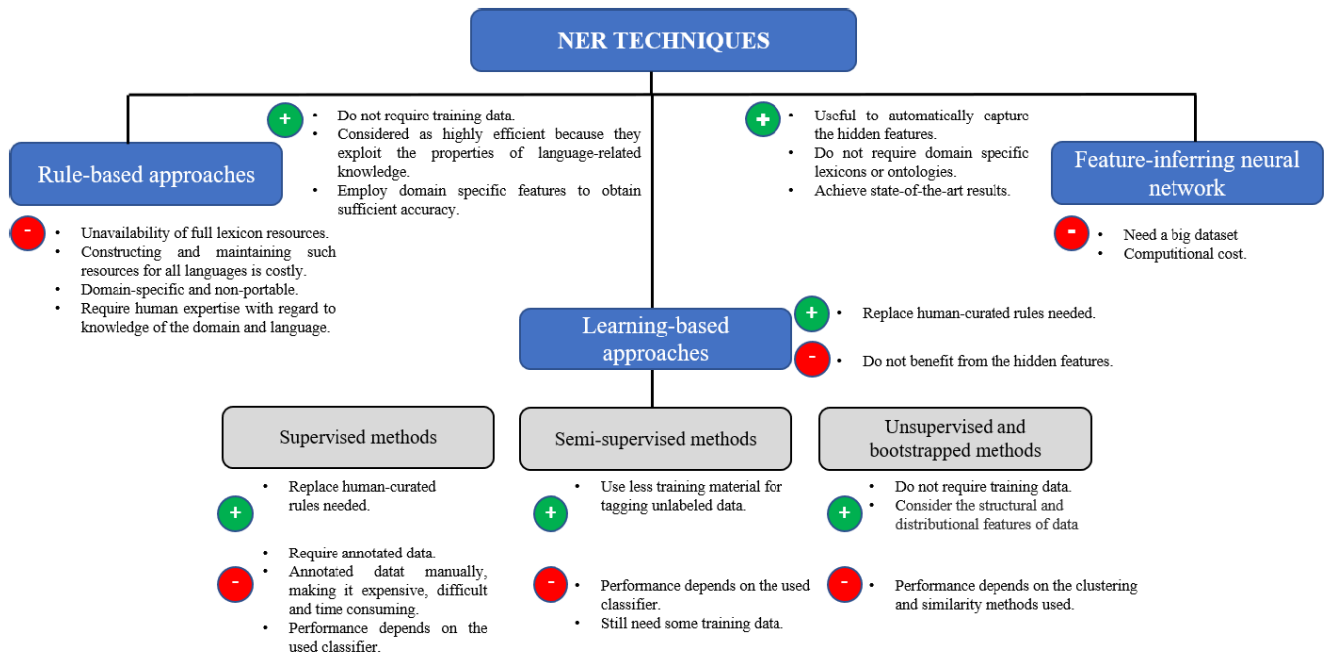 NER TECHNIQUES
+
• Do not require training data.
• Considered as highly efficient because they
exploit the properties of language-related
knowledge.
• Employ domain specific features to obtain
sufficient accuracy.
+
• Useful to automatically capture
the hidden features.
• Do not require domain specific
lexicons or ontologies.
• Achieve state-of-the-art results.
Rule-based approaches
Feature-inferring neural
network
-
• Unavailability of full lexicon resources.
• Constructing and maintaining such
resources for all languages is costly.
• Domain-specific and non-portable.
• Require human expertise with regard to
knowledge of the domain and language.
-
• Need a big dataset
• Computitional cost.
Learning-based
approaches
+
• Replace human-curated rules needed.
-
• Do not benefit from the hidden features.
Supervised methods
Semi-supervised methods
Unsupervised and
bootstrapped methods
+
• Replace human-curated
rules needed.
-
• Require annotated data.
• Annotated datat manually,
making it expensive, difficult
and time consuming.
• Performance depends on the
used classifier.
+
• Use less training material for
tagging unlabeled data.
-
• Performance depends on the used
classifier.
• Still need some training data.
+
• Do not require training data.
• Consider the structural and
distributional features of data
-
• Performance depends on the clustering
and similarity methods used.